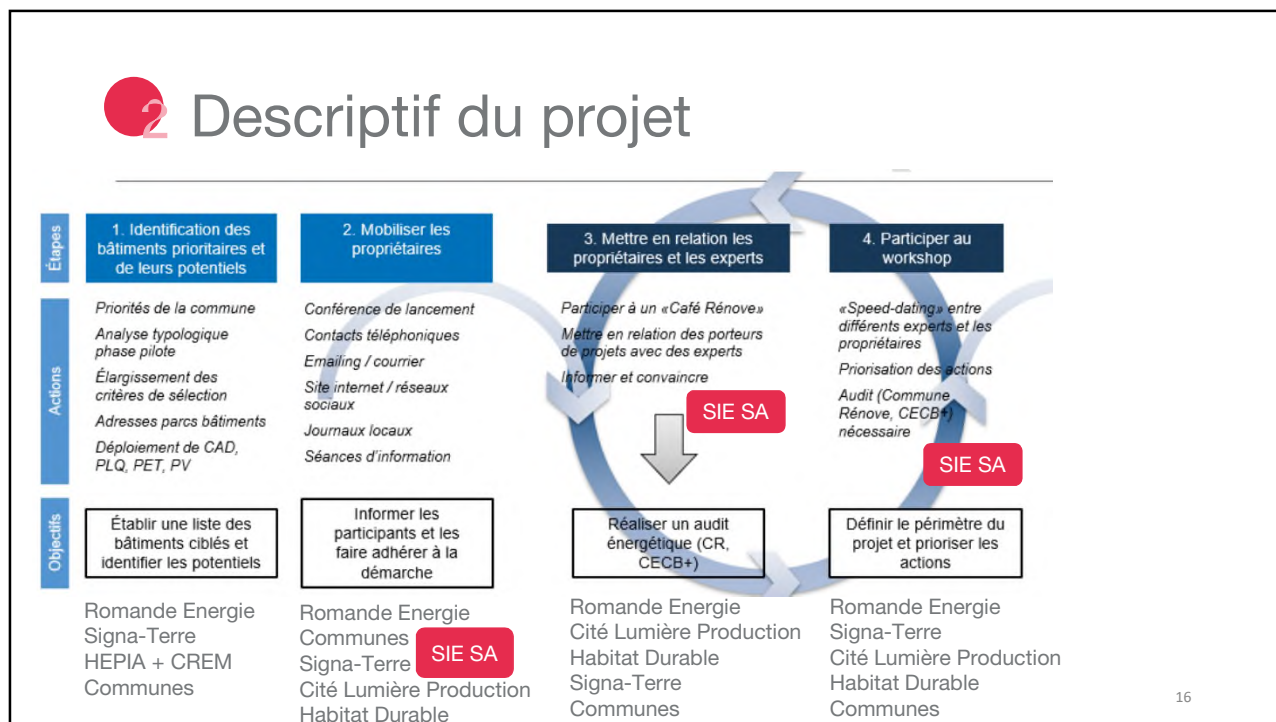 2 Descriptif du projet
Étapes
1. Identification des
bâtiments prioritaires et
de leurs potentiels
2. Mobiliser les
propriétaires
3. Mettre en relation les
propriétaires et les experts
4. Participer au
workshop
Actions
Priorités de la commune
Analyse typologique
phase pilote
Élargissement des
critères de sélection
Adresses parcs bâtiments
Déploiement de CAD,
PLQ, PET, PV
Conférence de lancement
Contacts téléphoniques
Emailing / courrier
Site internet / réseaux
sociaux
Journaux locaux
Séances d'information
Participer à un «Café Rénove»
Mettre en relation des porteurs
de projets avec des experts
Informer et convaincre
SIE SA
«Speed-dating» entre
différents experts et les
propriétaires
Priorisation des actions
Audit (Commune
Rénove, CECB+)
nécessaire
SIE SA
Objectifs
Établir une liste des
bâtiments ciblés et
identifier les potentiels
Informer les
participants et les
faire adhérer à la
démarche
Réaliser un audit
énergétique (CR,
CECB+)
Définir le périmètre du
projet et prioriser les
actions
Romande Energie
Signa-Terre
HEPIA + CREM
Communes
Romande Energie
Communes
Signa-Terre
SIE SA
Cité Lumière Production
Habitat Durable
Romande Energie
Cité Lumière Production
Habitat Durable
Signa-Terre
Communes
Romande Energie
Signa-Terre
Cité Lumière Production
Habitat Durable
Communes
16